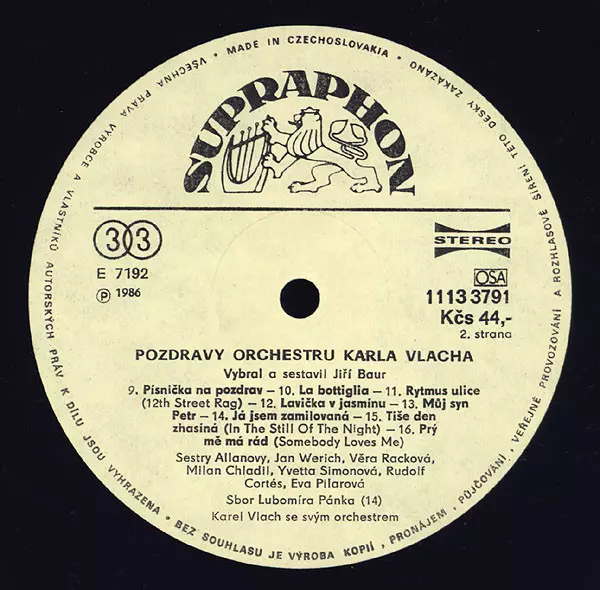 • MADE IN CZECHOSLOVAKIA • VŠECHNA PRÁVA VÝROBCE A VLASTNÍKŮ AUTORSKÝCH PRÁV K DÍLU JSOU VYHRAZENA • BEZ SOUHLASU JE VÝROBA KOPIÍ, PRONÁJEM, PŮJČOVÁNÍ, VEŘEJNÉ PROVOZOVÁNÍ A ROZHLASOVÉ ŠÍŘENÍ TÉTO DESKY ZAKÁZÁNO
SUPRAPHON
33
STEREO
E 7192
OSA
Ⓟ 1986
1113 3791
Kčs 44,-
2. strana
POZDRAVY ORCHESTRU KARLA VLACHA
Vybral a sestavil Jiří Baur
9. Písnička na pozdrav – 10. La bottiglia – 11. Rytmus ulice
(12th Street Rag) – 12. Lavička v jasmínu – 13. Můj syn
Petr – 14. Já jsem zamilovaná – 15. Tiše den
zhasíná (In The Still Of The Night) – 16. Prý
mě má rád (Somebody Loves Me)
Sestry Allanovy, Jan Werich, Věra Racková,
Milan Chladil, Yvetta Simonová, Rudolf
Cortés, Eva Pilarová
Sbor Lubomíra Pánka (14)
Karel Vlach se svým orchestrem